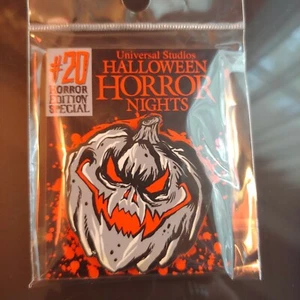 #20
HORROR
EDITION
SPECIAL
Universal Studios
HALLOWEEN
HORROR
NIGHTS